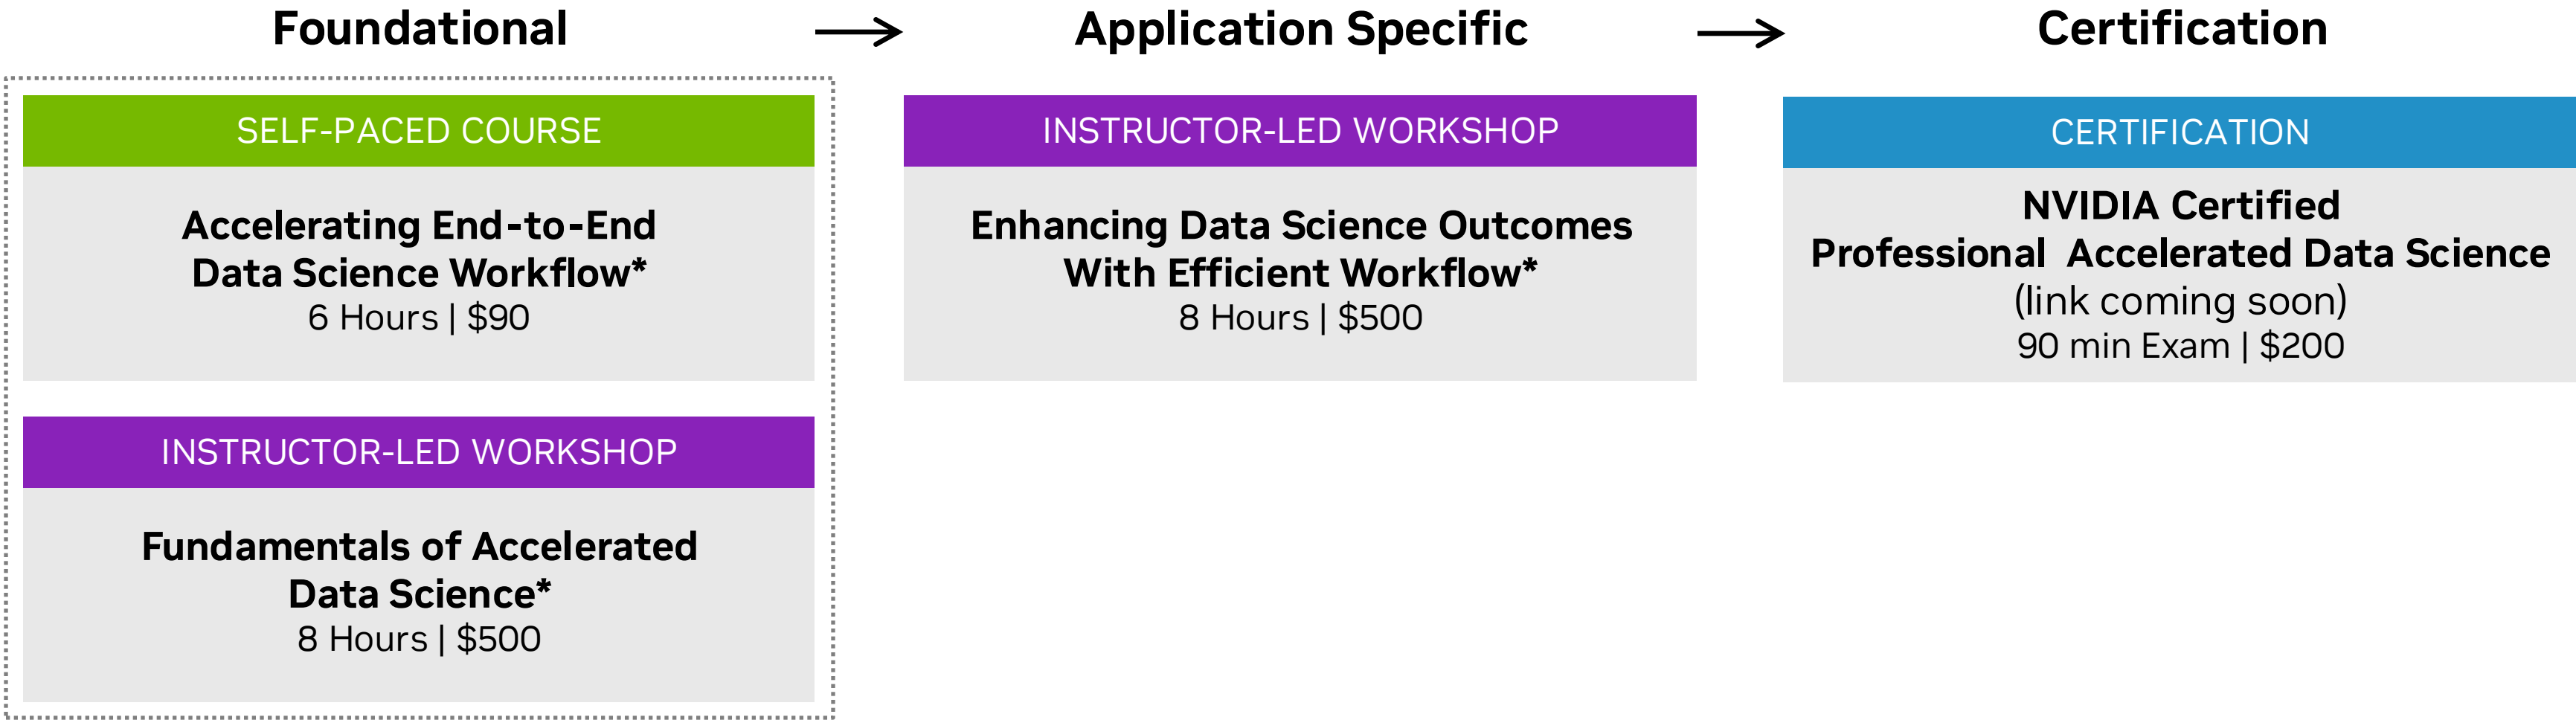 Foundational
Application Specific
Certification
SELF-PACED COURSE
Accelerating End-to-End
Data Science Workflow*
6 Hours | $90
INSTRUCTOR-LED WORKSHOP
Fundamentals of Accelerated
Data Science*
8 Hours | $500
INSTRUCTOR-LED WORKSHOP
Enhancing Data Science Outcomes
With Efficient Workflow*
8 Hours | $500
CERTIFICATION
NVIDIA Certified
Professional  Accelerated Data Science
(link coming soon)
90 min Exam | $200